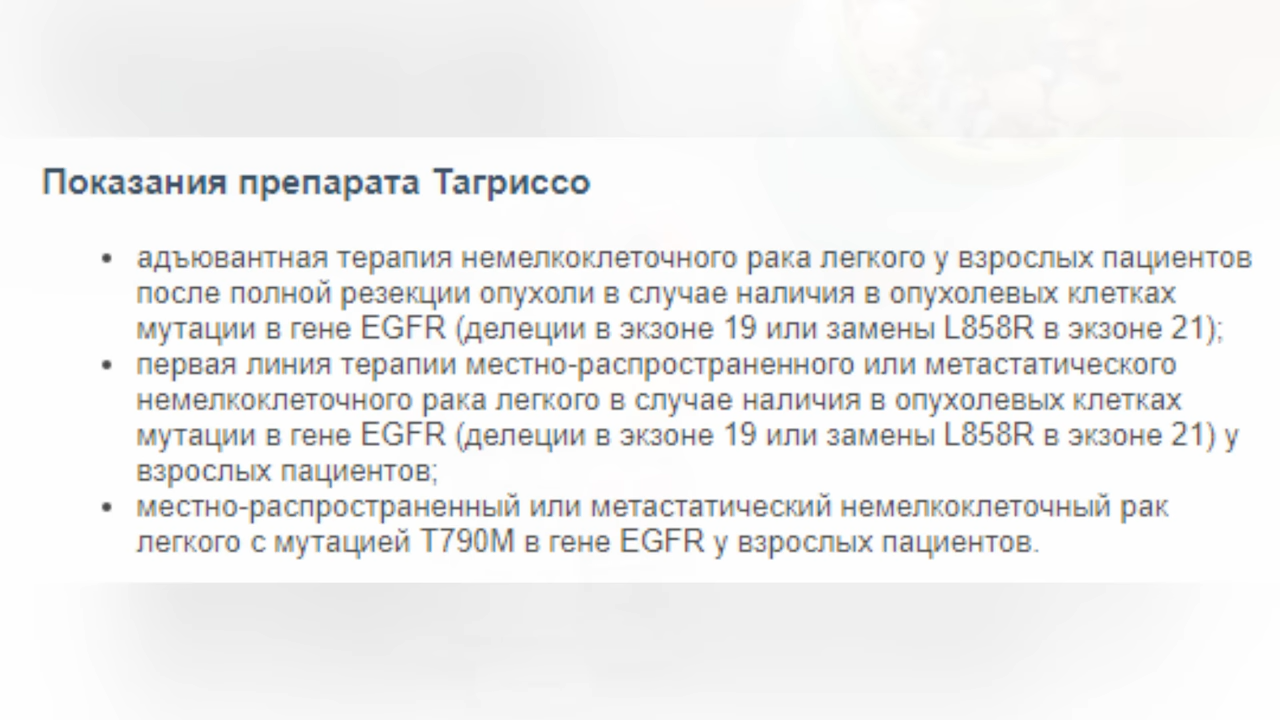 Показания препарата Тагриссо
• адъювантная терапия немелкоклеточного рака легкого у взрослых пациентов
после полной резекции опухоли в случае наличия в опухолевых клетках
мутации в гене EGFR (делеции в экзоне 19 или замены L858R в экзоне 21);
• первая линия терапии местно-распространенного или метастатического
немелкоклеточного рака легкого в случае наличия в опухолевых клетках
мутации в гене EGFR (делеции в экзоне 19 или замены L858R в экзоне 21) у
взрослых пациентов;
• местно-распространенный или метастатический немелкоклеточный рак
легкого с мутацией T790M в гене EGFR у взрослых пациентов.